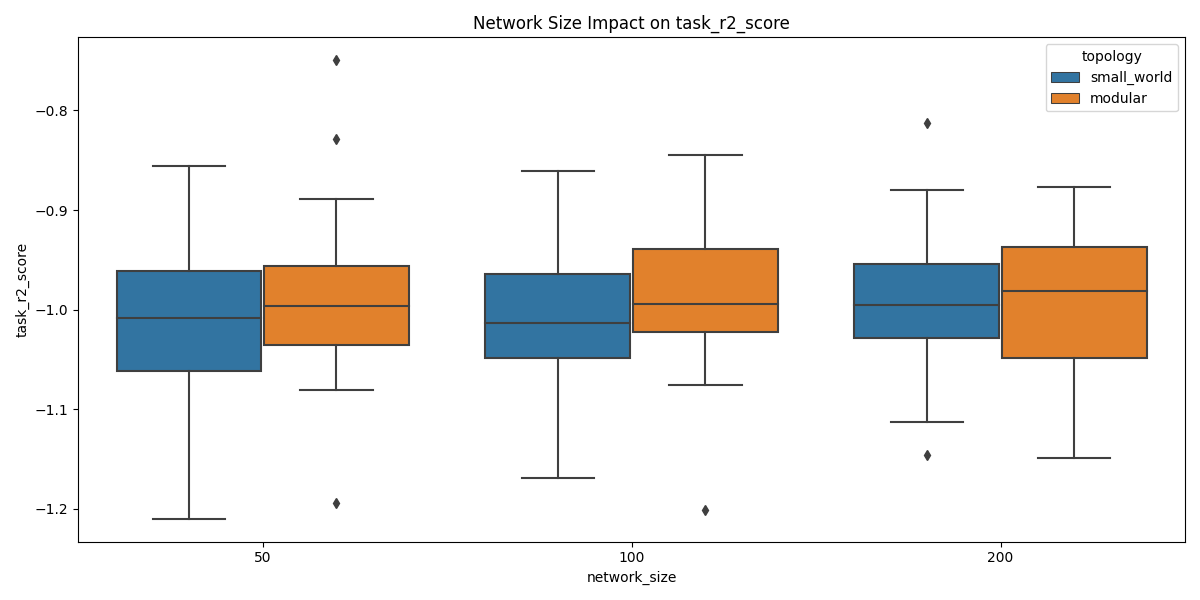 Network Size Impact on task_r2_score
topology
small_world
modular
−0.8
−0.9
−1.0
−1.1
−1.2
task_r2_score
50
100
200
network_size